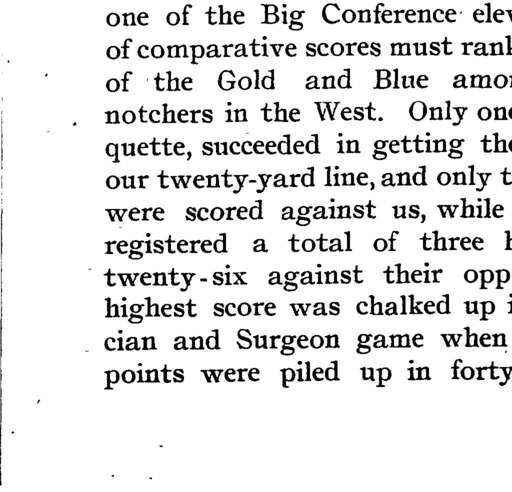 one of the Big Conference elev
of comparative scores must rank
of the Gold and Blue amon
notchers in the West. Only one
quette, succeeded in getting the
our twenty-yard line, and only t
were scored against us, while
registered a total of three h
twenty-six against their opp
highest score was chalked up i
cian and Surgeon game when
points were piled up in forty